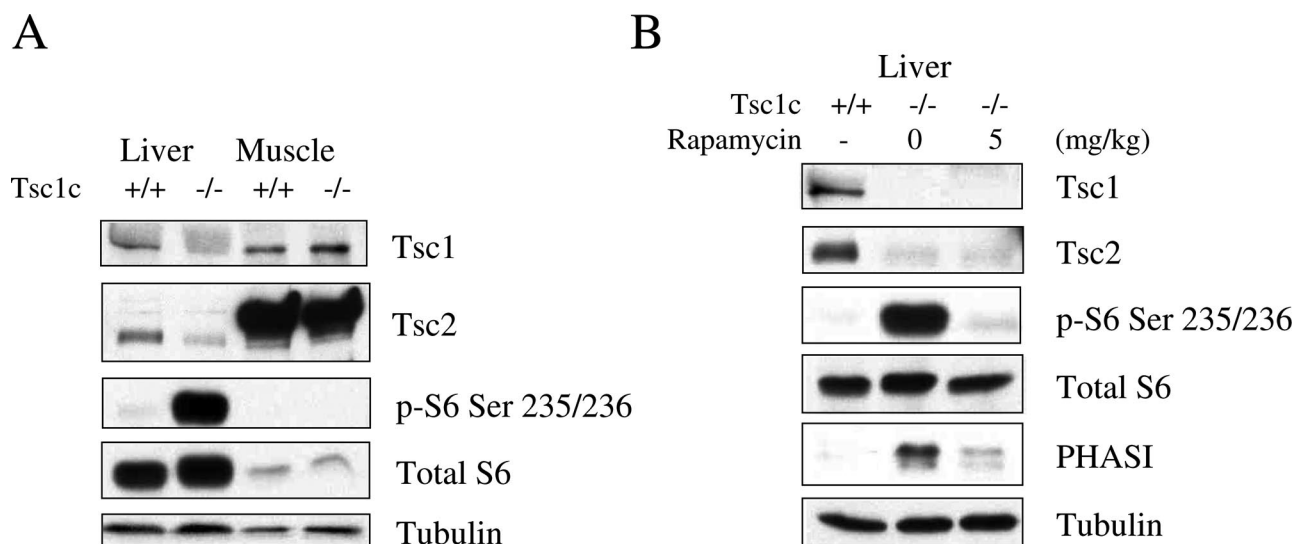 A
Liver Muscle
Tsc1c +/+ -/- +/+ -/-
Tsc1
Tsc2
p-S6 Ser 235/236
Total S6
Tubulin
B
Liver
Tsc1c +/+ -/- -/-
Rapamycin - 0 5 (mg/kg)
Tsc1
Tsc2
p-S6 Ser 235/236
Total S6
PHASI
Tubulin